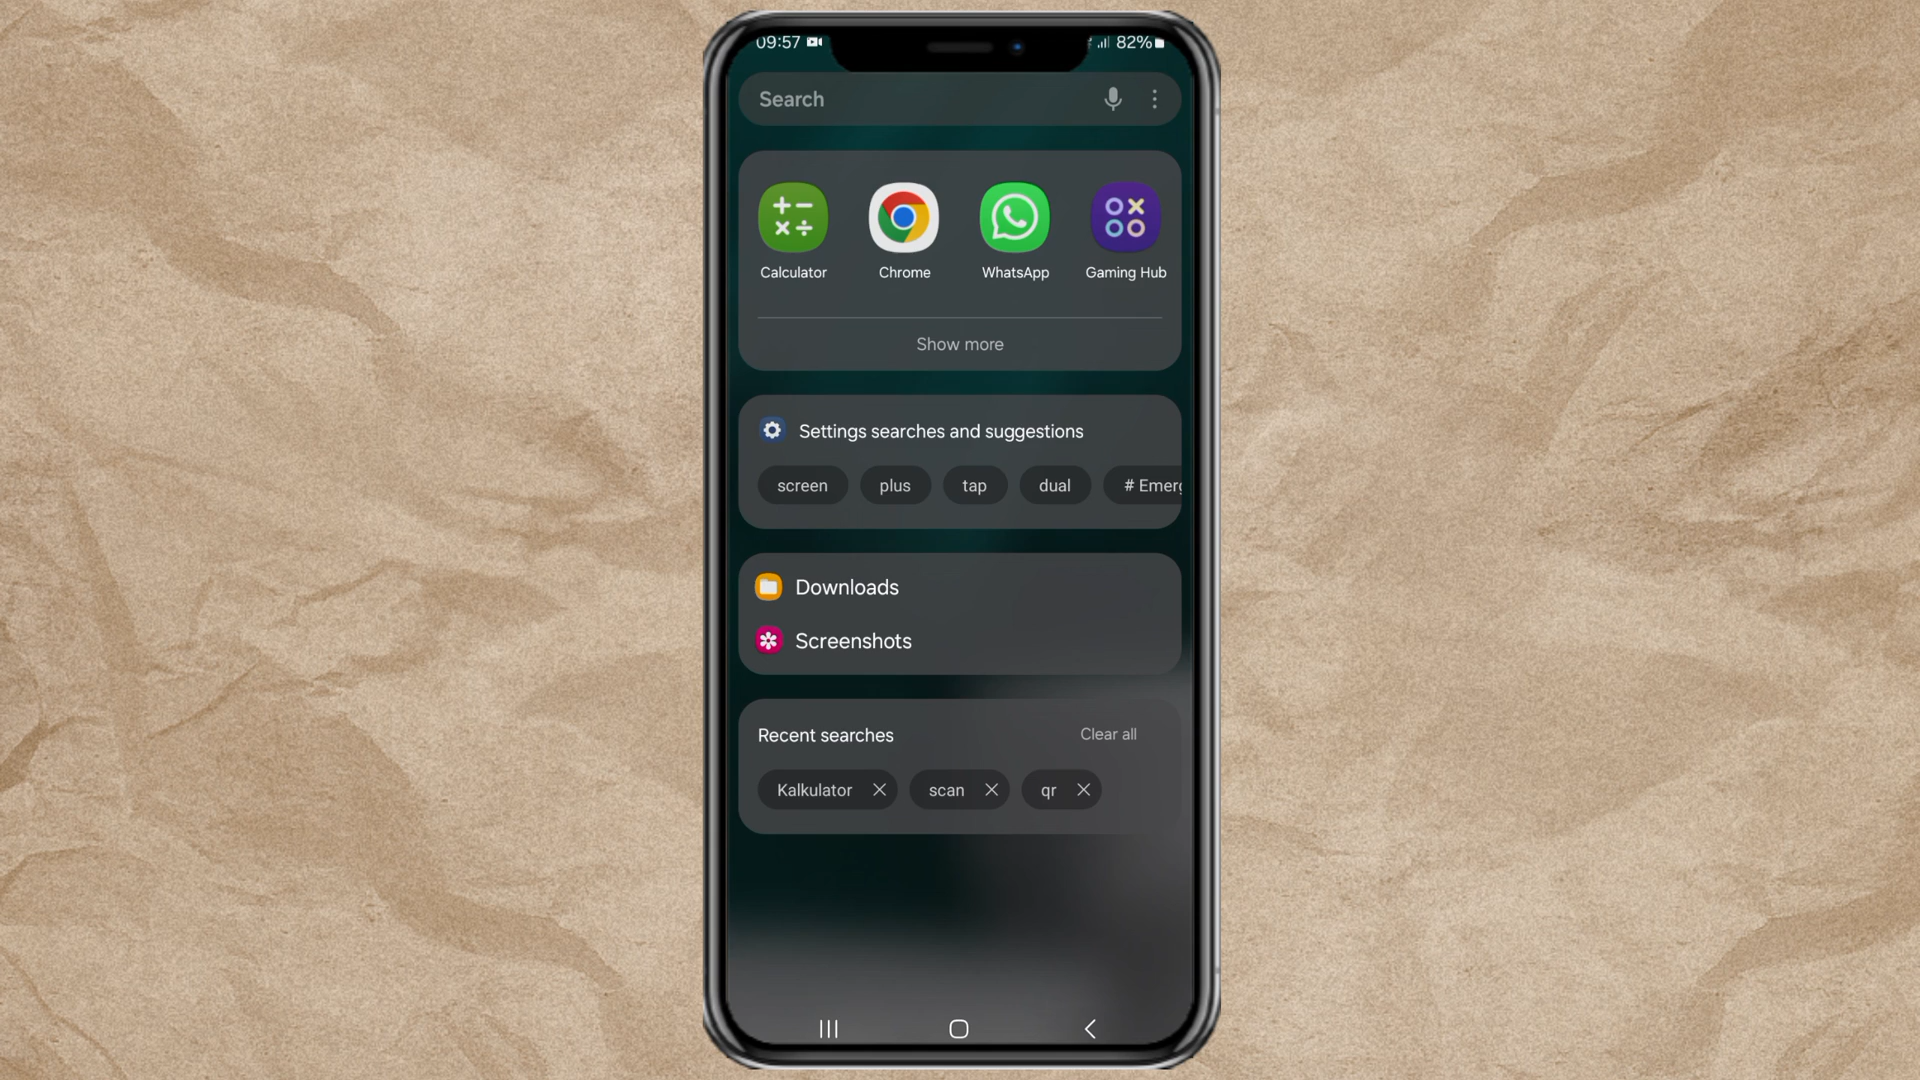 09:57 82%
Search
Calculator Chrome WhatsApp Gaming Hub
Show more
Settings searches and suggestions
screen plus tap dual # Emerg
Downloads
Screenshots
Recent searches Clear all
Kalkulator scan qr